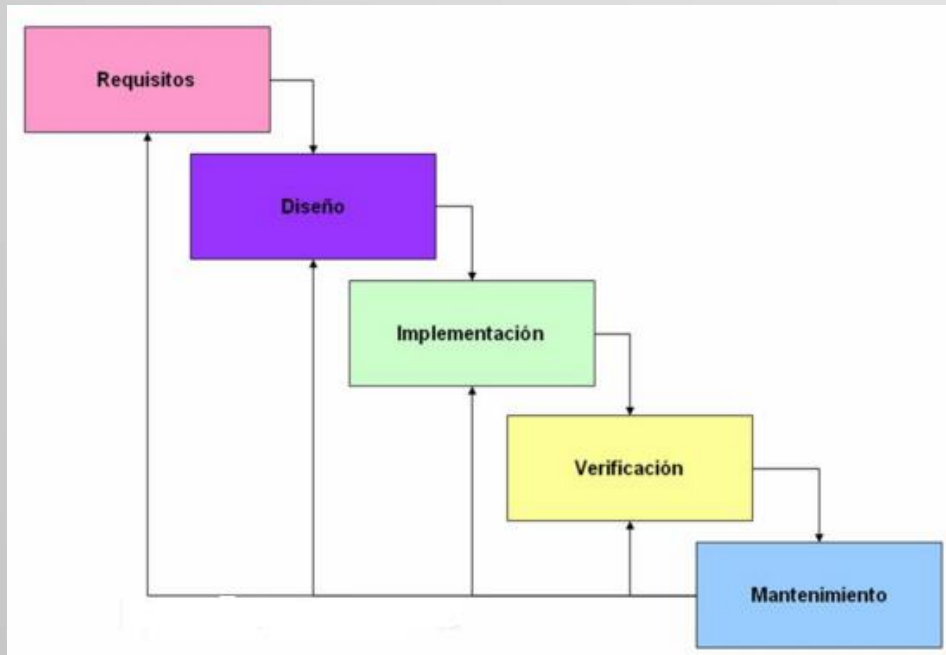 Requisitos
Diseño
Implementación
Verificación
Mantenimiento